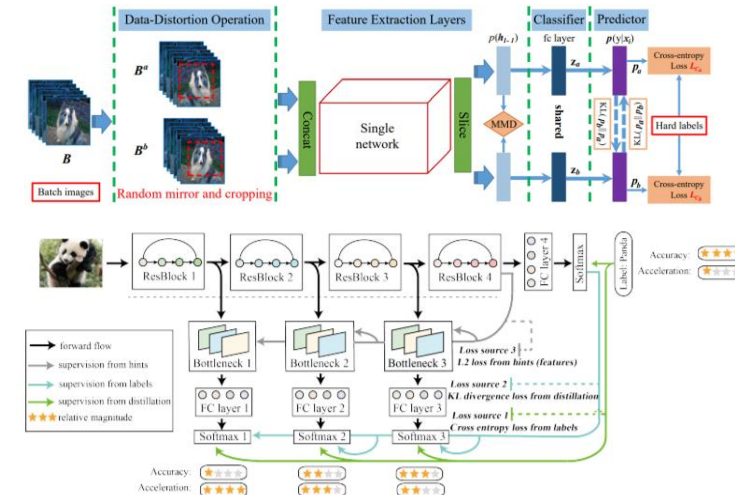 Data-Distortion Operation
Feature Extraction Layers
Classifier
Predictor
p(h_{l-1})
fc layer
p(y|x_i)
B^a
B^b
B
Batch images
Random mirror and cropping
Concat
Single
network
Slice
MMD
z_a
shared
z_b
p_a
KL(p_b||p_a)
KL(p_a||p_b)
p_b
Cross-entropy
Loss L_{Ca}
Hard labels
Cross-entropy
Loss L_{Cb}
ResBlock 1
ResBlock 2
ResBlock 3
ResBlock 4
FC layer 4
Softmax
Label: Panda
Accuracy:
Acceleration:
forward flow
supervision from hints
supervision from labels
supervision from distillation
relative magnitude
Bottleneck 1
Bottleneck 2
Bottleneck 3
Loss source 3
L2 loss from hints (features)
Loss source 2
KL divergence loss from distillation
Loss source 1
Cross entropy loss from labels
FC layer 1
FC layer 2
FC layer 3
Softmax 1
Softmax 2
Softmax 3
Accuracy:
Acceleration: